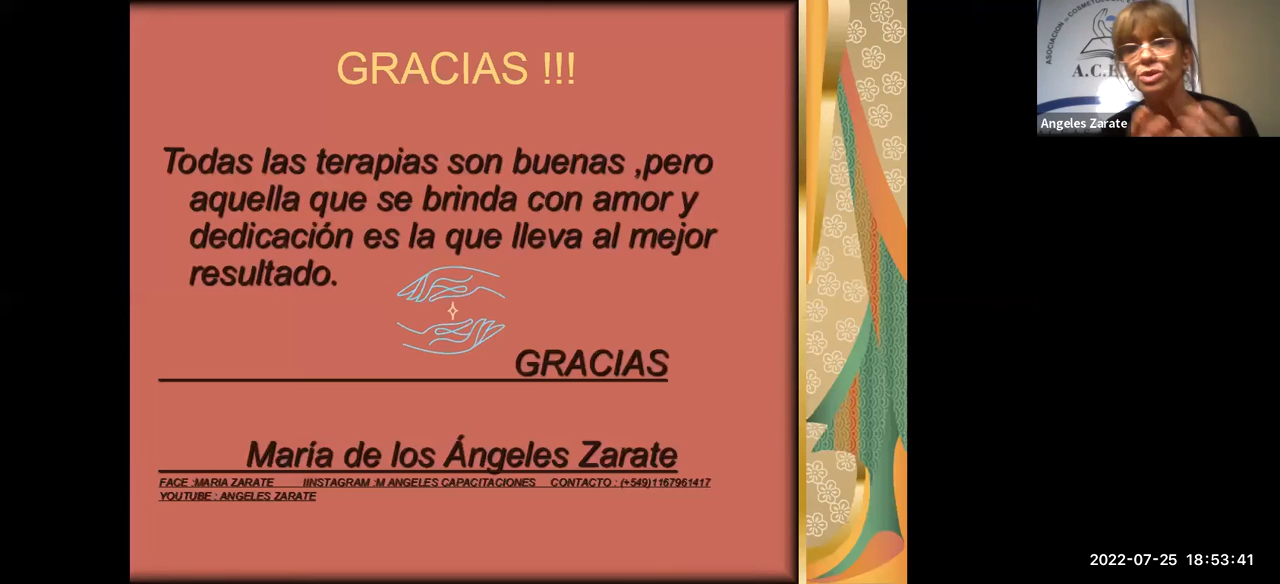 GRACIAS !!!
Todas las terapias son buenas ,pero
aquella que se brinda con amor y
dedicación es la que lleva al mejor
resultado.
GRACIAS
María de los Ángeles Zarate
FACE :MARIA ZARATE IINSTAGRAM :M ANGELES CAPACITACIONES CONTACTO : (+549)1167961417
YOUTUBE : ANGELES ZARATE
A.C.E
Angeles Zarate
2022-07-25 18:53:41